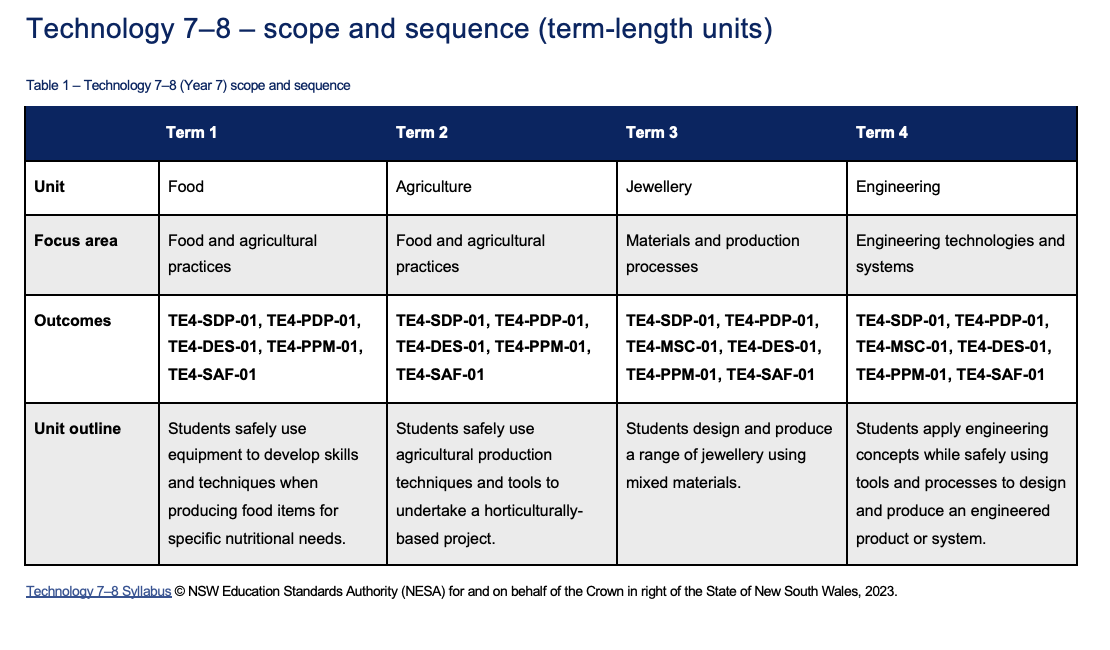 Technology 7–8 – scope and sequence (term-length units)
Table 1 – Technology 7–8 (Year 7) scope and sequence
Term 1
Term 2
Term 3
Term 4
Unit
Food
Agriculture
Jewellery
Engineering
Focus area
Food and agricultural
practices
Food and agricultural
practices
Materials and production
processes
Engineering technologies and
systems
Outcomes
TE4-SDP-01, TE4-PDP-01,
TE4-DES-01, TE4-PPM-01,
TE4-SAF-01
TE4-SDP-01, TE4-PDP-01,
TE4-DES-01, TE4-PPM-01,
TE4-SAF-01
TE4-SDP-01, TE4-PDP-01,
TE4-MSC-01, TE4-DES-01,
TE4-PPM-01, TE4-SAF-01
TE4-SDP-01, TE4-PDP-01,
TE4-MSC-01, TE4-DES-01,
TE4-PPM-01, TE4-SAF-01
Unit outline
Students safely use
equipment to develop skills
and techniques when
producing food items for
specific nutritional needs.
Students safely use
agricultural production
techniques and tools to
undertake a horticulturally-
based project.
Students design and produce
a range of jewellery using
mixed materials.
Students apply engineering
concepts while safely using
tools and processes to design
and produce an engineered
product or system.
Technology 7–8 Syllabus © NSW Education Standards Authority (NESA) for and on behalf of the Crown in right of the State of New South Wales, 2023.